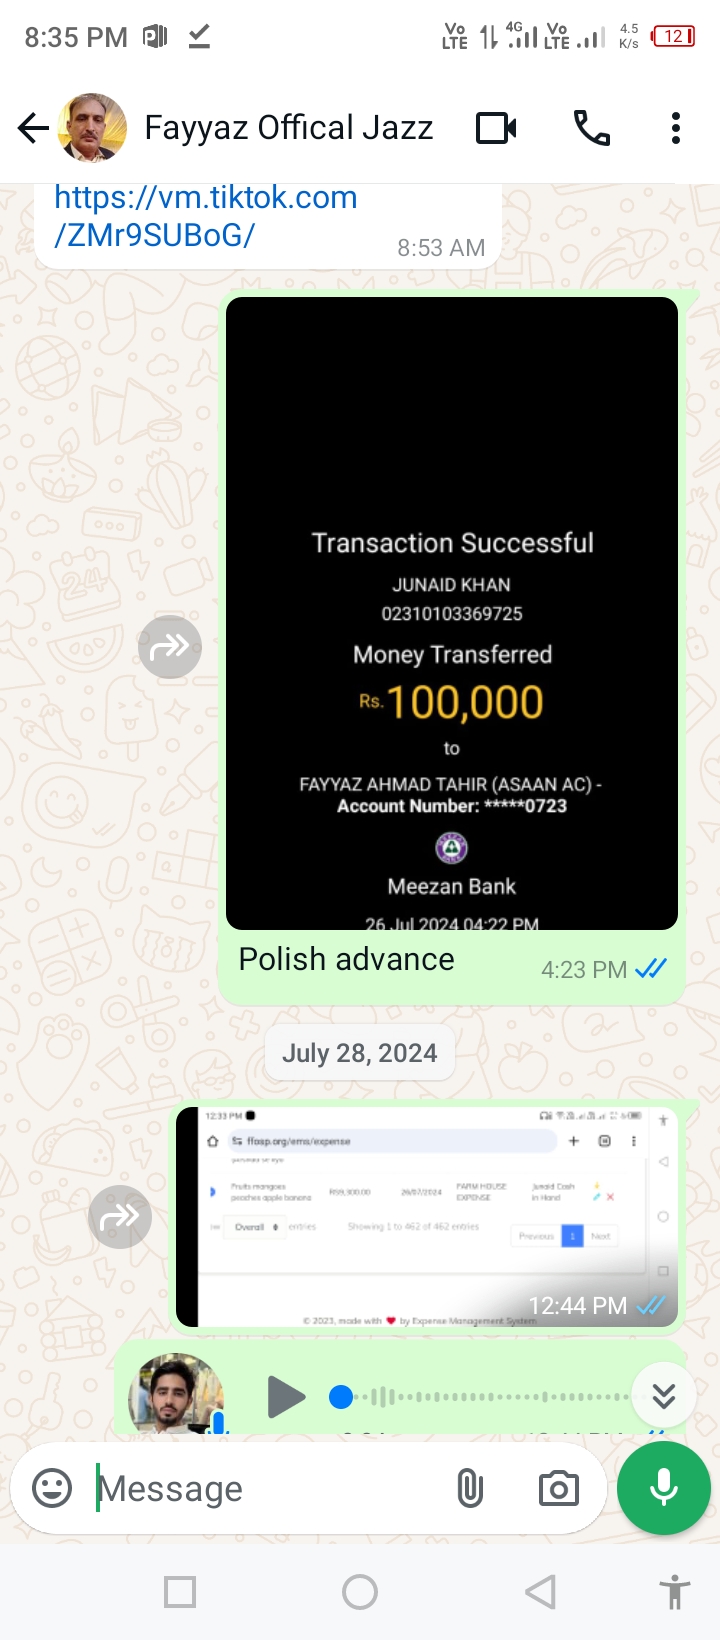 8:35 PM
Vo LTE 4G Vo LTE 4.5 K/s 12
Fayyaz Offical Jazz
https://vm.tiktok.com
/ZMr9SUBoG/
8:53 AM
Transaction Successful
JUNAID KHAN
02310103369725
Money Transferred
Rs.100,000
to
FAYYAZ AHMAD TAHIR (ASAAN AC) -
Account Number: *****0723
Meezan Bank
26 Jul 2024 04:22 PM
Polish advance
4:23 PM
July 28, 2024
12:33 PM
ffosp.org/ems/expense
Fruits mangoes
peaches apple banana
26/07/2024
FARM HOUSE
EXPENSE
Junaid Cash
in Hand
Overall entries
Showing 1 to 462 of 462 entries
Previous 1 Next
12:44 PM
© 2023, made with ❤ by Expense Management System
Message